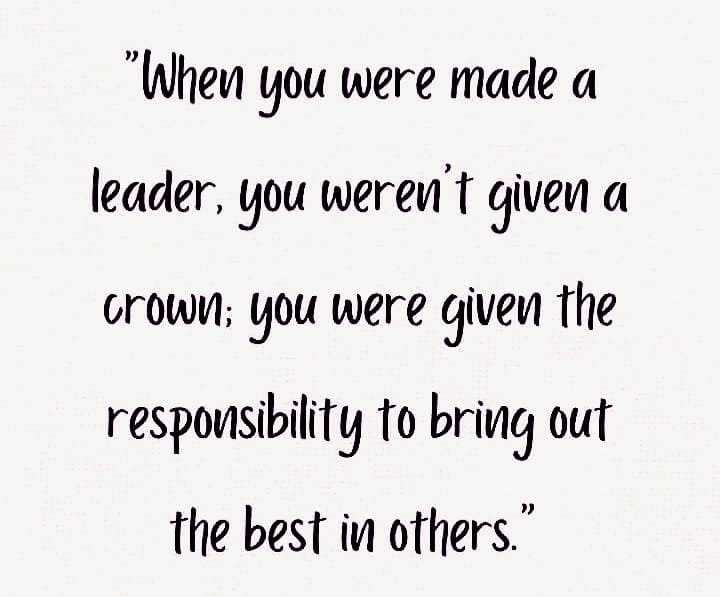 "When you were made a
leader, you weren't given a
crown; you were given the
responsibility to bring out
the best in others."